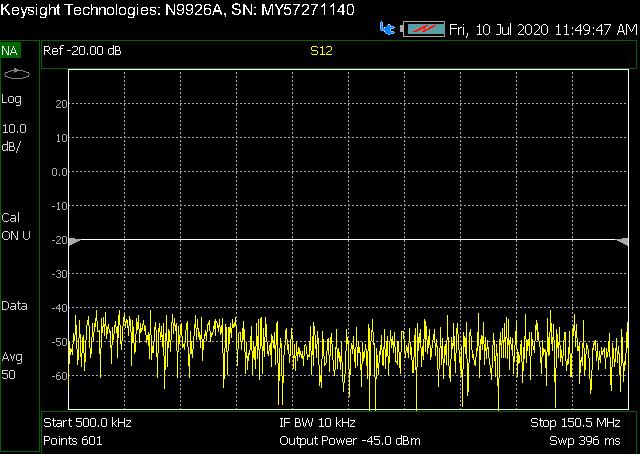 Keysight Technologies: N9926A, SN: MY57271140
Fri, 10 Jul 2020 11:49:47 AM
NA Ref -20.00 dB S12
Log
10.0
dB/
Cal
ON U
Data
Avg
50
20
10
0.0
-10
-20
-30
-40
-50
-60
Start 500.0 kHz IF BW 10 kHz Stop 150.5 MHz
Points 601 Output Power -45.0 dBm Swp 396 ms